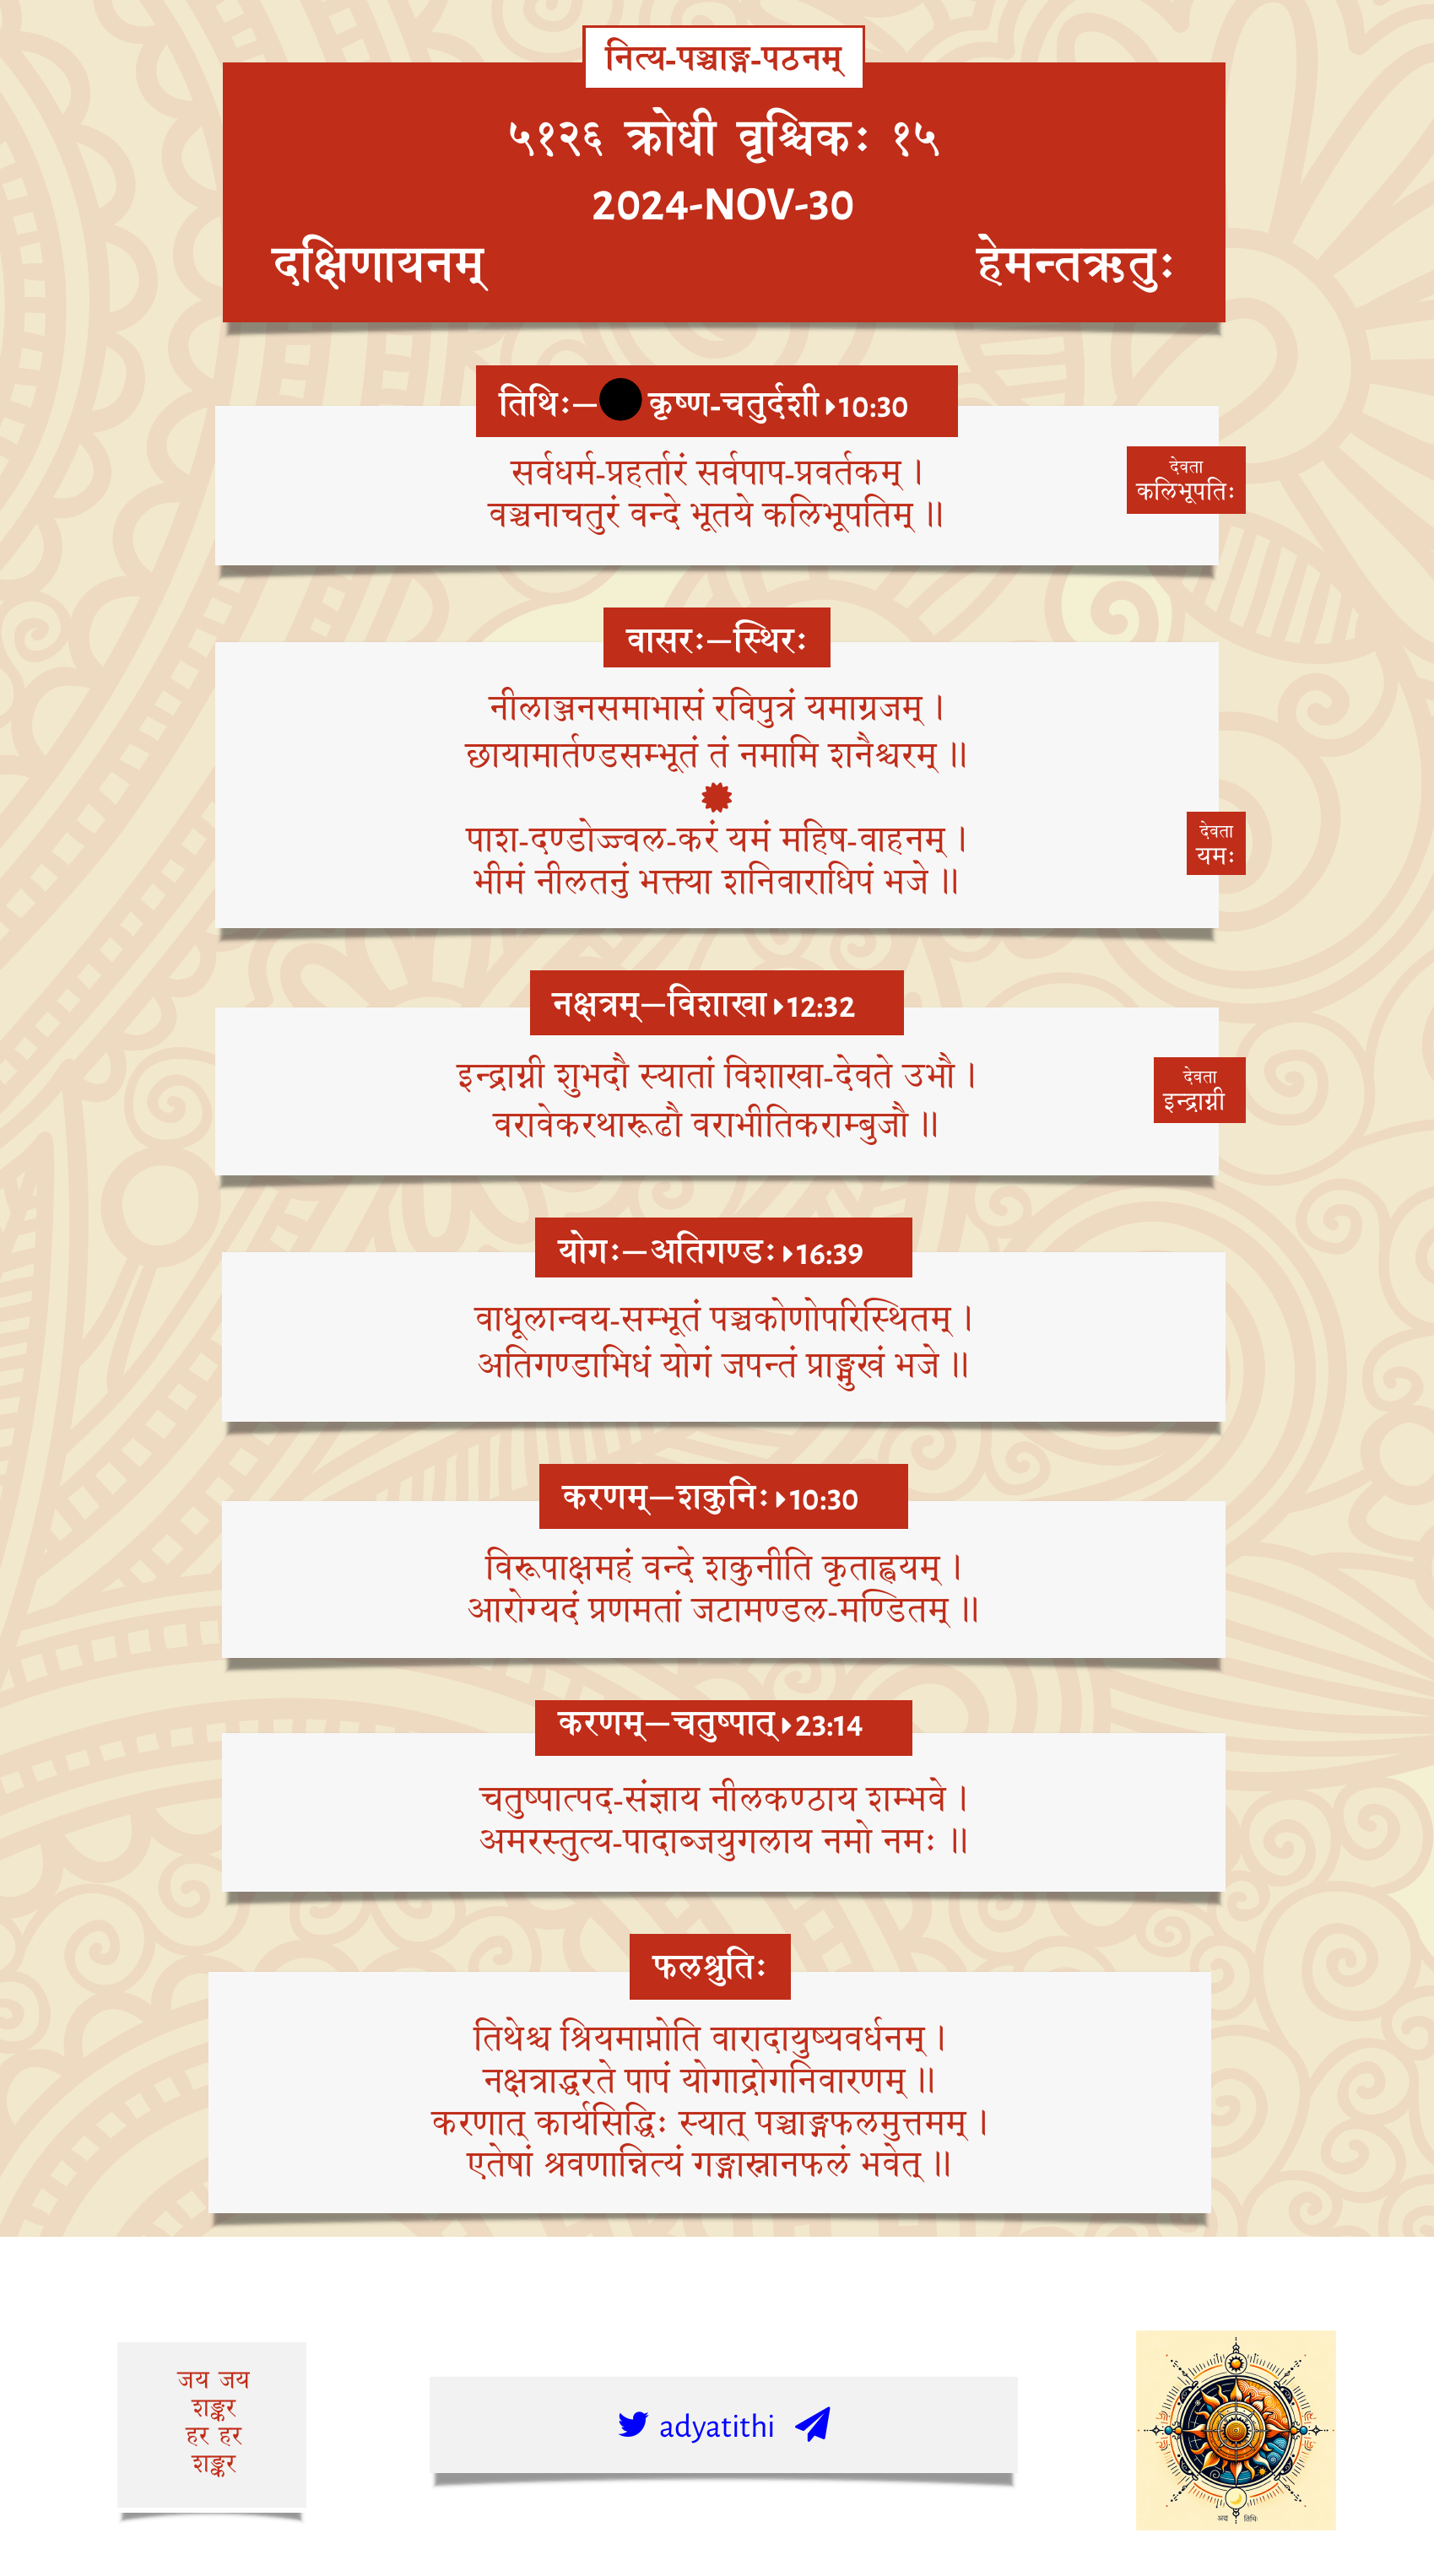 नित्य-पञ्चाङ्ग-पठनम्
५१२६ क्रोधी वृश्चिकः १५
2024-NOV-30
दक्षिणायनम् हेमन्तऋतुः
तिथिः—कृष्ण-चतुर्दशी 10:30
सर्वधर्म-प्रहर्तारं सर्वपाप-प्रवर्तकम् ।
वञ्चनाचतुरं वन्दे भूतये कलिभूपतिम् ॥
देवता
कलिभूपतिः
वासरः—स्थिरः
नीलाञ्जनसमाभासं रविपुत्रं यमाग्रजम् ।
छायामार्तण्डसम्भूतं तं नमामि शनैश्चरम् ॥
पाश-दण्डोज्ज्वल-करं यमं महिष-वाहनम् ।
भीमं नीलतनुं भक्त्या शनिवाराधिपं भजे ॥
देवता
यमः
नक्षत्रम्—विशाखा 12:32
इन्द्राग्नी शुभदौ स्यातां विशाखा-देवते उभौ ।
वरावेकरथारूढौ वराभीतिकराम्बुजौ ॥
देवता
इन्द्राग्नी
योगः—अतिगण्डः 16:39
वाधूलान्वय-सम्भूतं पञ्चकोणोपरिस्थितम् ।
अतिगण्डाभिधं योगं जपन्तं प्राङ्मुखं भजे ॥
करणम्—शकुनिः 10:30
विरूपाक्षमहं वन्दे शकुनीति कृताह्वयम् ।
आरोग्यदं प्रणमतां जटामण्डल-मण्डितम् ॥
करणम्—चतुष्पात् 23:14
चतुष्पात्पद-संज्ञाय नीलकण्ठाय शम्भवे ।
अमरस्तुत्य-पादाब्जयुगलाय नमो नमः ॥
फलश्रुतिः
तिथेश्च श्रियमाप्नोति वारादायुष्यवर्धनम् ।
नक्षत्राद्धरते पापं योगाद्रोगनिवारणम् ॥
करणात् कार्यसिद्धिः स्यात् पञ्चाङ्गफलमुत्तमम् ।
एतेषां श्रवणान्नित्यं गङ्गास्नानफलं भवेत् ॥
जय जय
शङ्कर
हर हर
शङ्कर
adyatithi
अद्य तिथिः